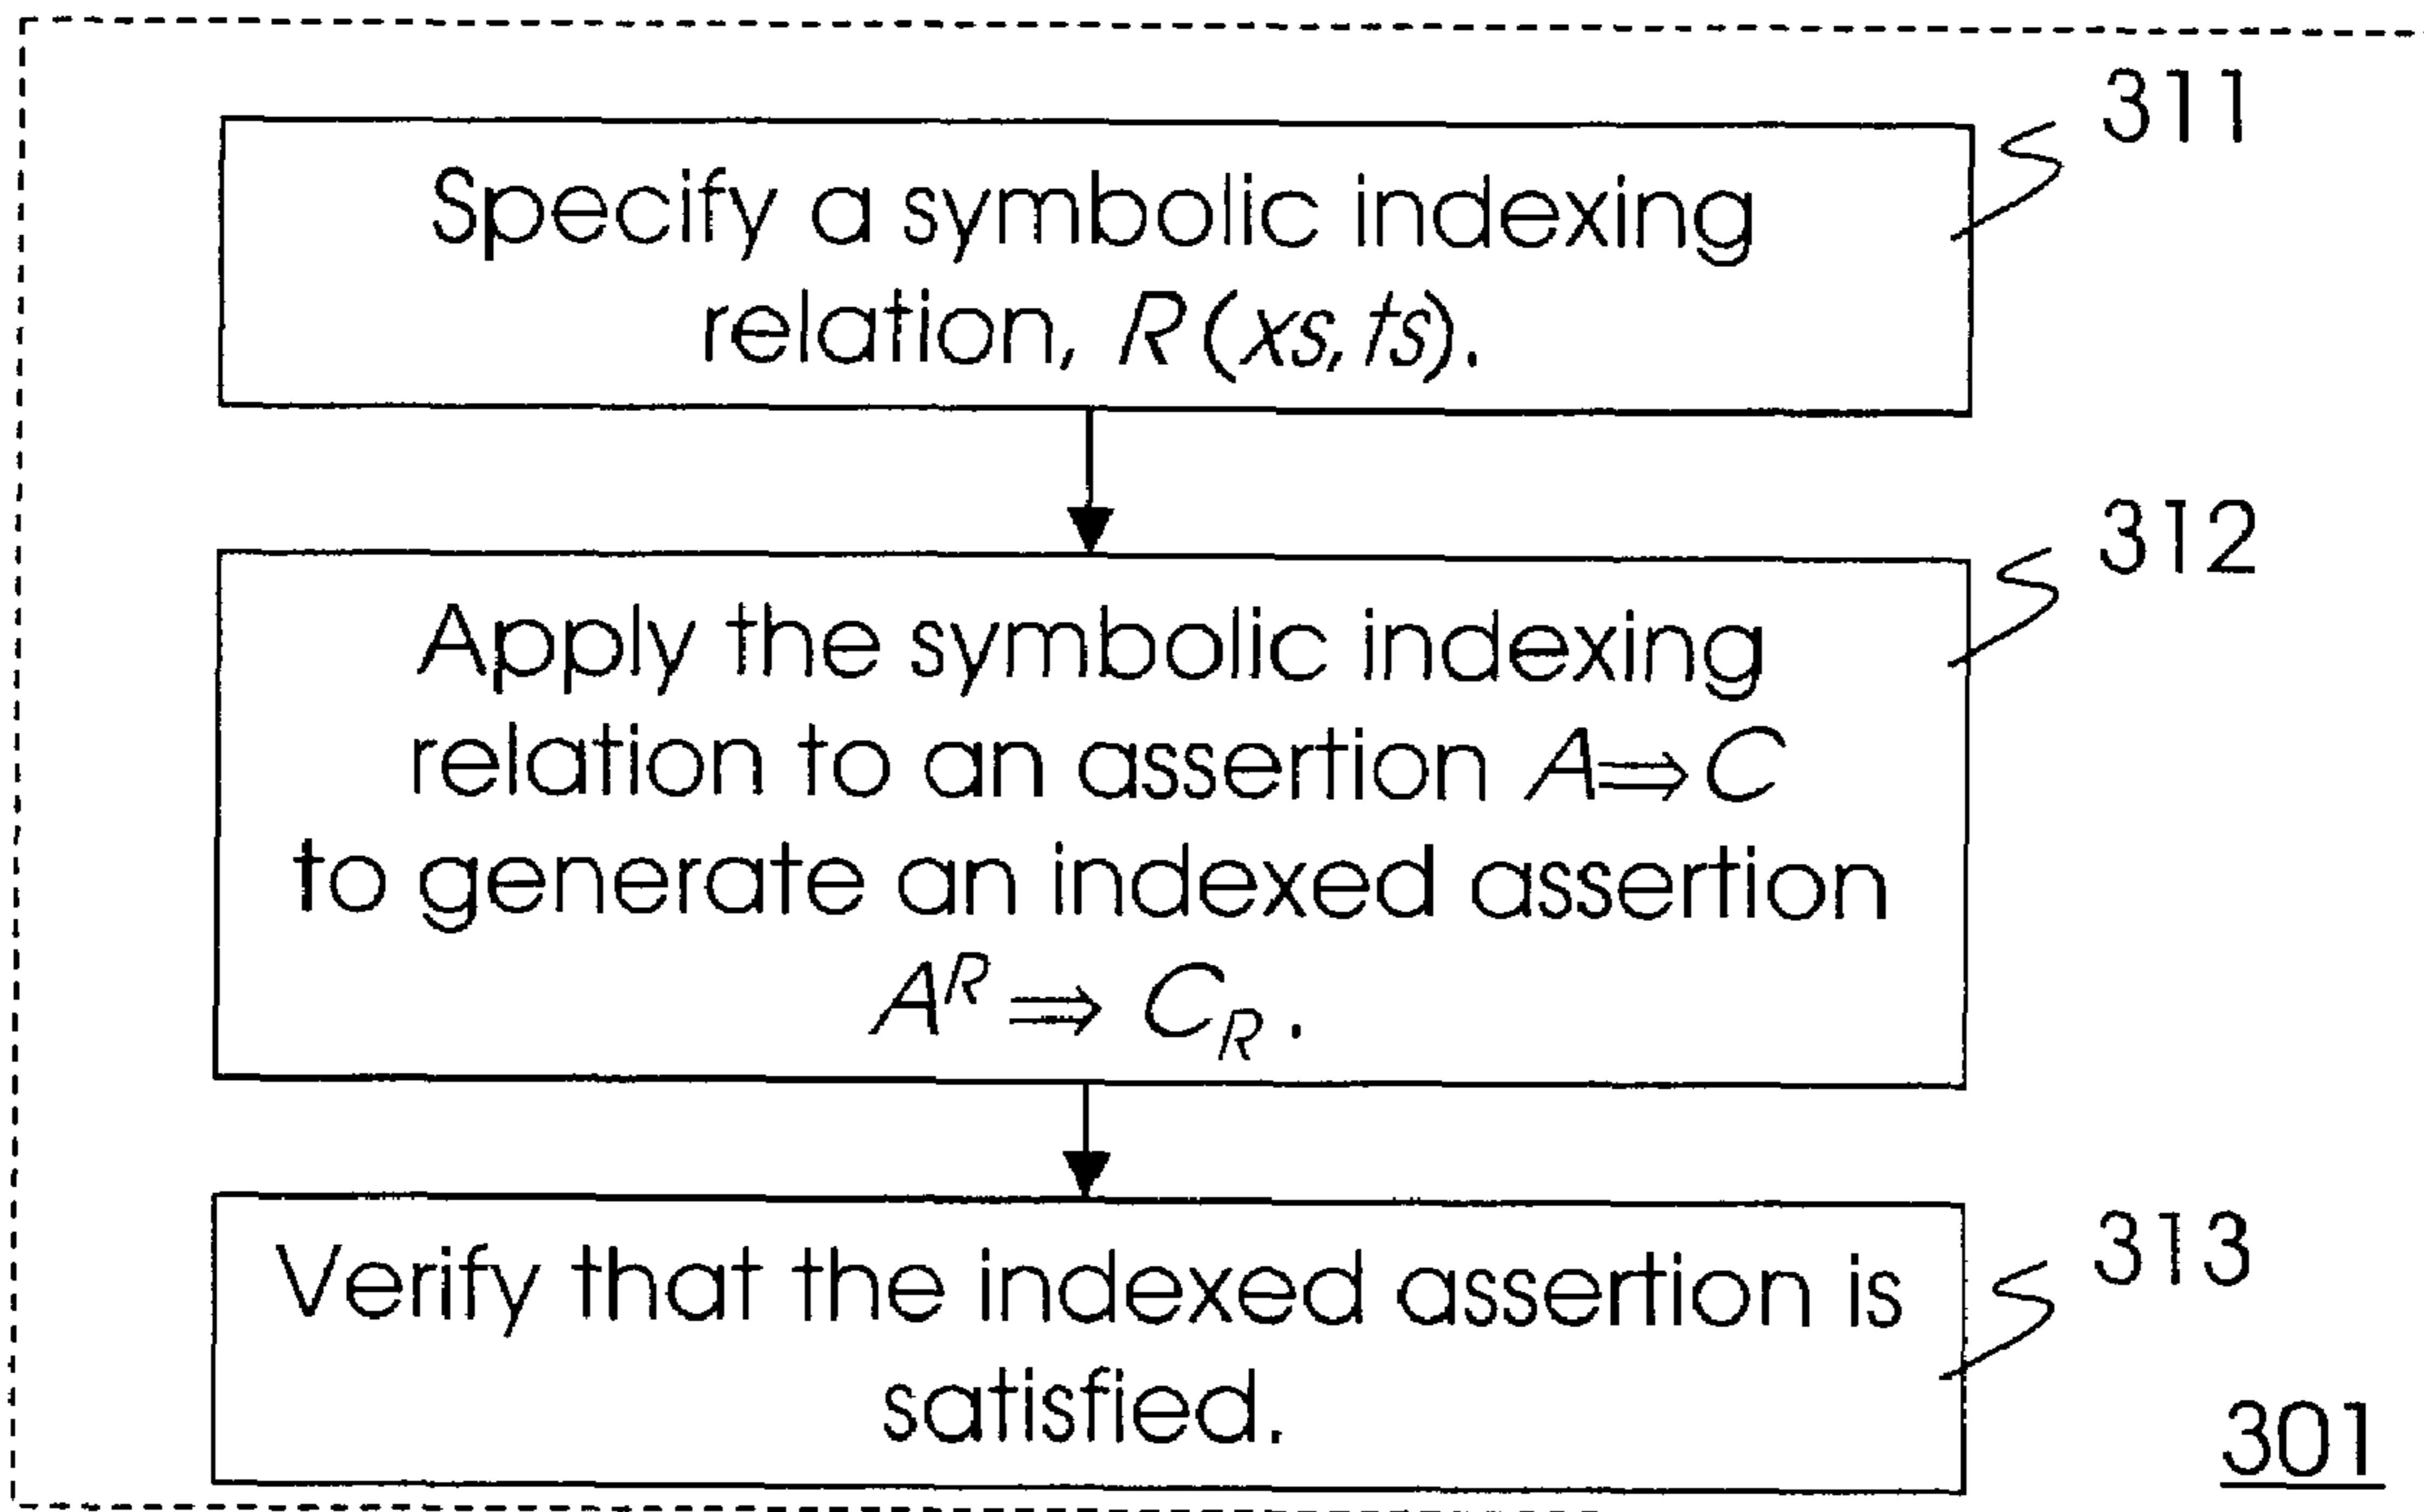 311
Specify a symbolic indexing
relation, R(xs,ts).
312
Apply the symbolic indexing
relation to an assertion A⇒C
to generate an indexed assertion
Aᴿ ⇒ C_R.
313
Verify that the indexed assertion is
satisfied.
301